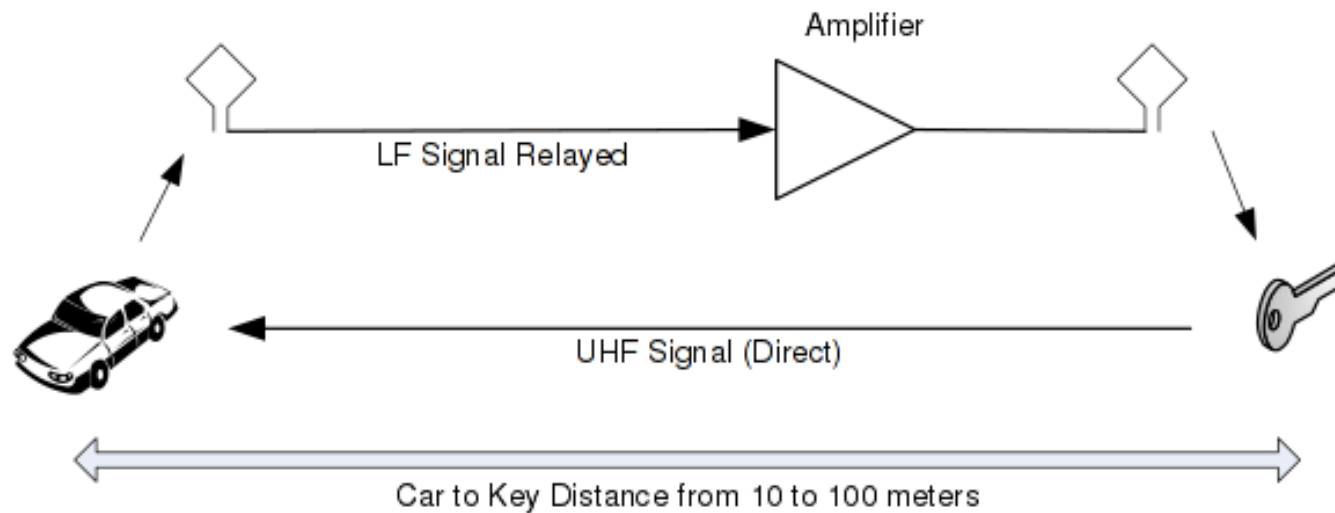 Amplifier
LF Signal Relayed
UHF Signal (Direct)
Car to Key Distance from 10 to 100 meters